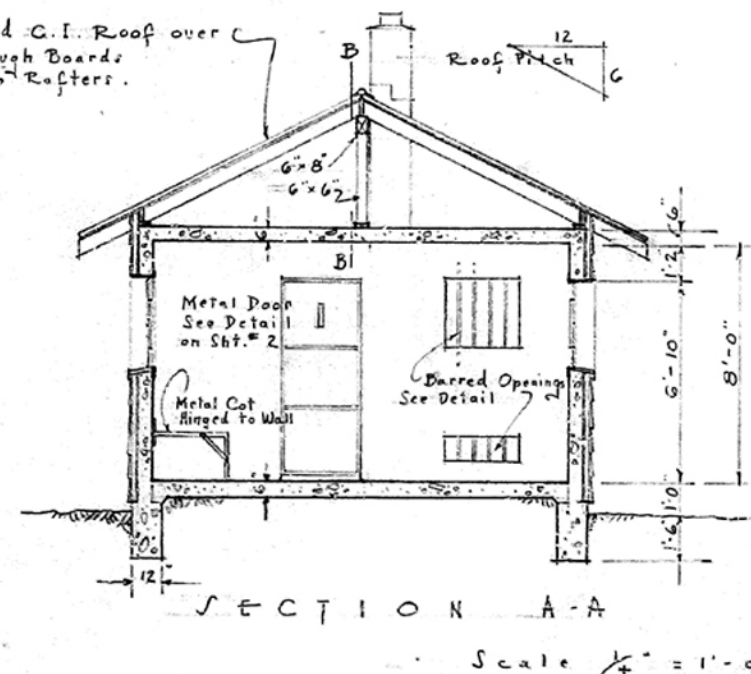 d G.I. Roof over
ugh Boards
Rafters.
B
Roof Pitch
12
6
6"x8"
6"x6"
6"
B
6"
1'-2"
Metal Door
See Detail
on Sht. # 2
Barred Openings
See Detail
Metal Cot
Hinged to Wall
6'-10"
8'-0"
6"
1'-0"
1'-6"
12"
SECTION A-A
Scale 1/4" = 1'-0